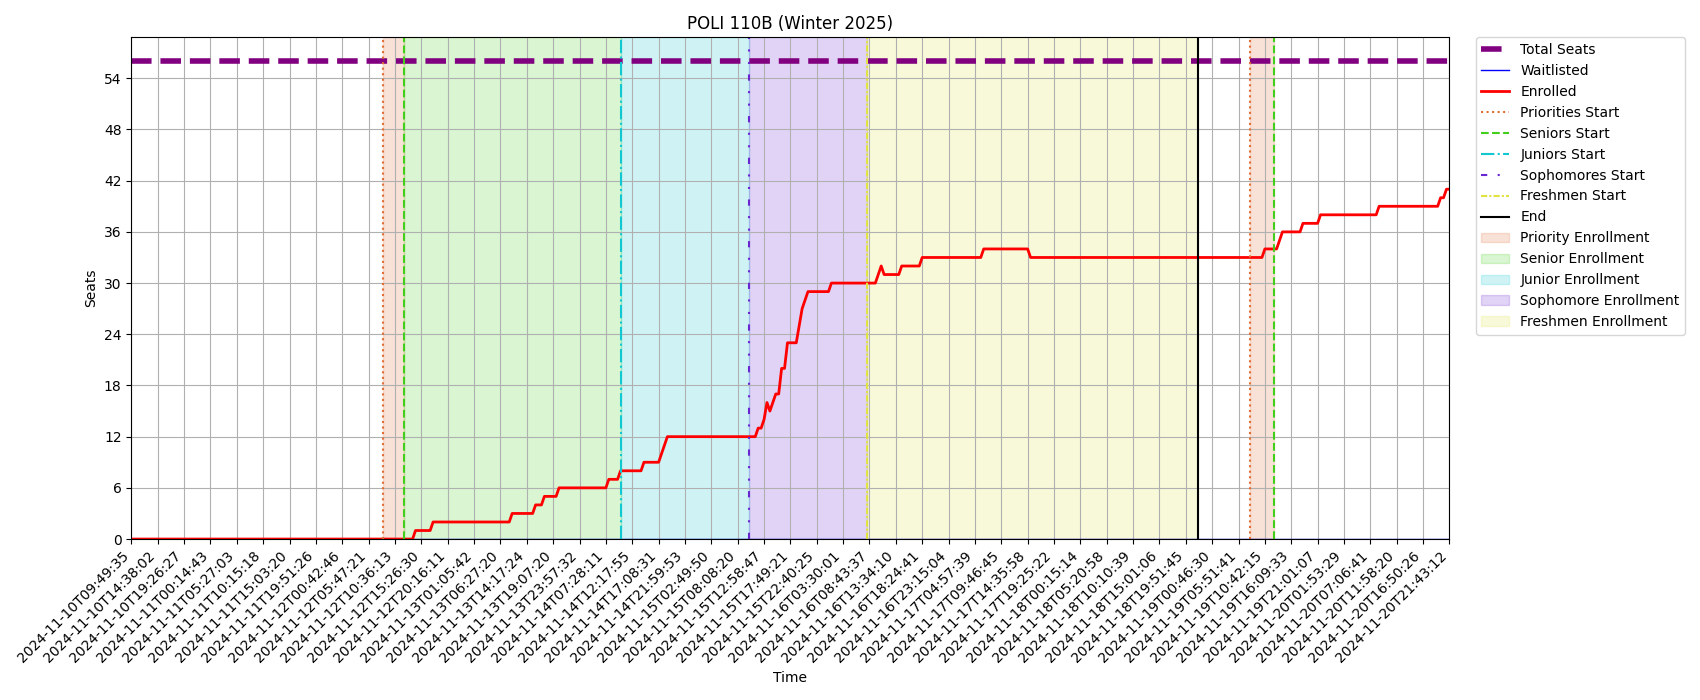 POLI 110B (Winter 2025)
Seats
54
48
42
36
30
24
18
12
6
0
2024-11-10T09:49:35
2024-11-10T14:38:02
2024-11-10T19:26:27
2024-11-11T00:14:43
2024-11-11T05:27:03
2024-11-11T10:15:18
2024-11-11T15:03:20
2024-11-11T19:51:26
2024-11-12T00:42:46
2024-11-12T05:47:21
2024-11-12T10:36:13
2024-11-12T15:26:30
2024-11-12T20:16:11
2024-11-13T01:05:42
2024-11-13T06:27:20
2024-11-13T14:17:24
2024-11-13T19:07:20
2024-11-13T23:57:32
2024-11-14T07:28:11
2024-11-14T12:17:55
2024-11-14T17:08:31
2024-11-14T21:59:53
2024-11-15T02:49:50
2024-11-15T08:08:20
2024-11-15T12:58:47
2024-11-15T17:49:21
2024-11-15T22:40:25
2024-11-16T03:30:01
2024-11-16T08:43:37
2024-11-16T13:34:10
2024-11-16T18:24:41
2024-11-16T23:15:04
2024-11-17T04:57:39
2024-11-17T09:46:45
2024-11-17T14:35:58
2024-11-17T19:25:22
2024-11-18T00:15:14
2024-11-18T05:20:58
2024-11-18T10:10:39
2024-11-18T15:01:06
2024-11-18T19:51:45
2024-11-19T00:46:30
2024-11-19T05:51:41
2024-11-19T10:42:15
2024-11-19T16:09:33
2024-11-19T21:01:07
2024-11-20T01:53:29
2024-11-20T07:06:41
2024-11-20T11:58:20
2024-11-20T16:50:26
2024-11-20T21:43:12
Time
Total Seats
Waitlisted
Enrolled
Priorities Start
Seniors Start
Juniors Start
Sophomores Start
Freshmen Start
End
Priority Enrollment
Senior Enrollment
Junior Enrollment
Sophomore Enrollment
Freshmen Enrollment